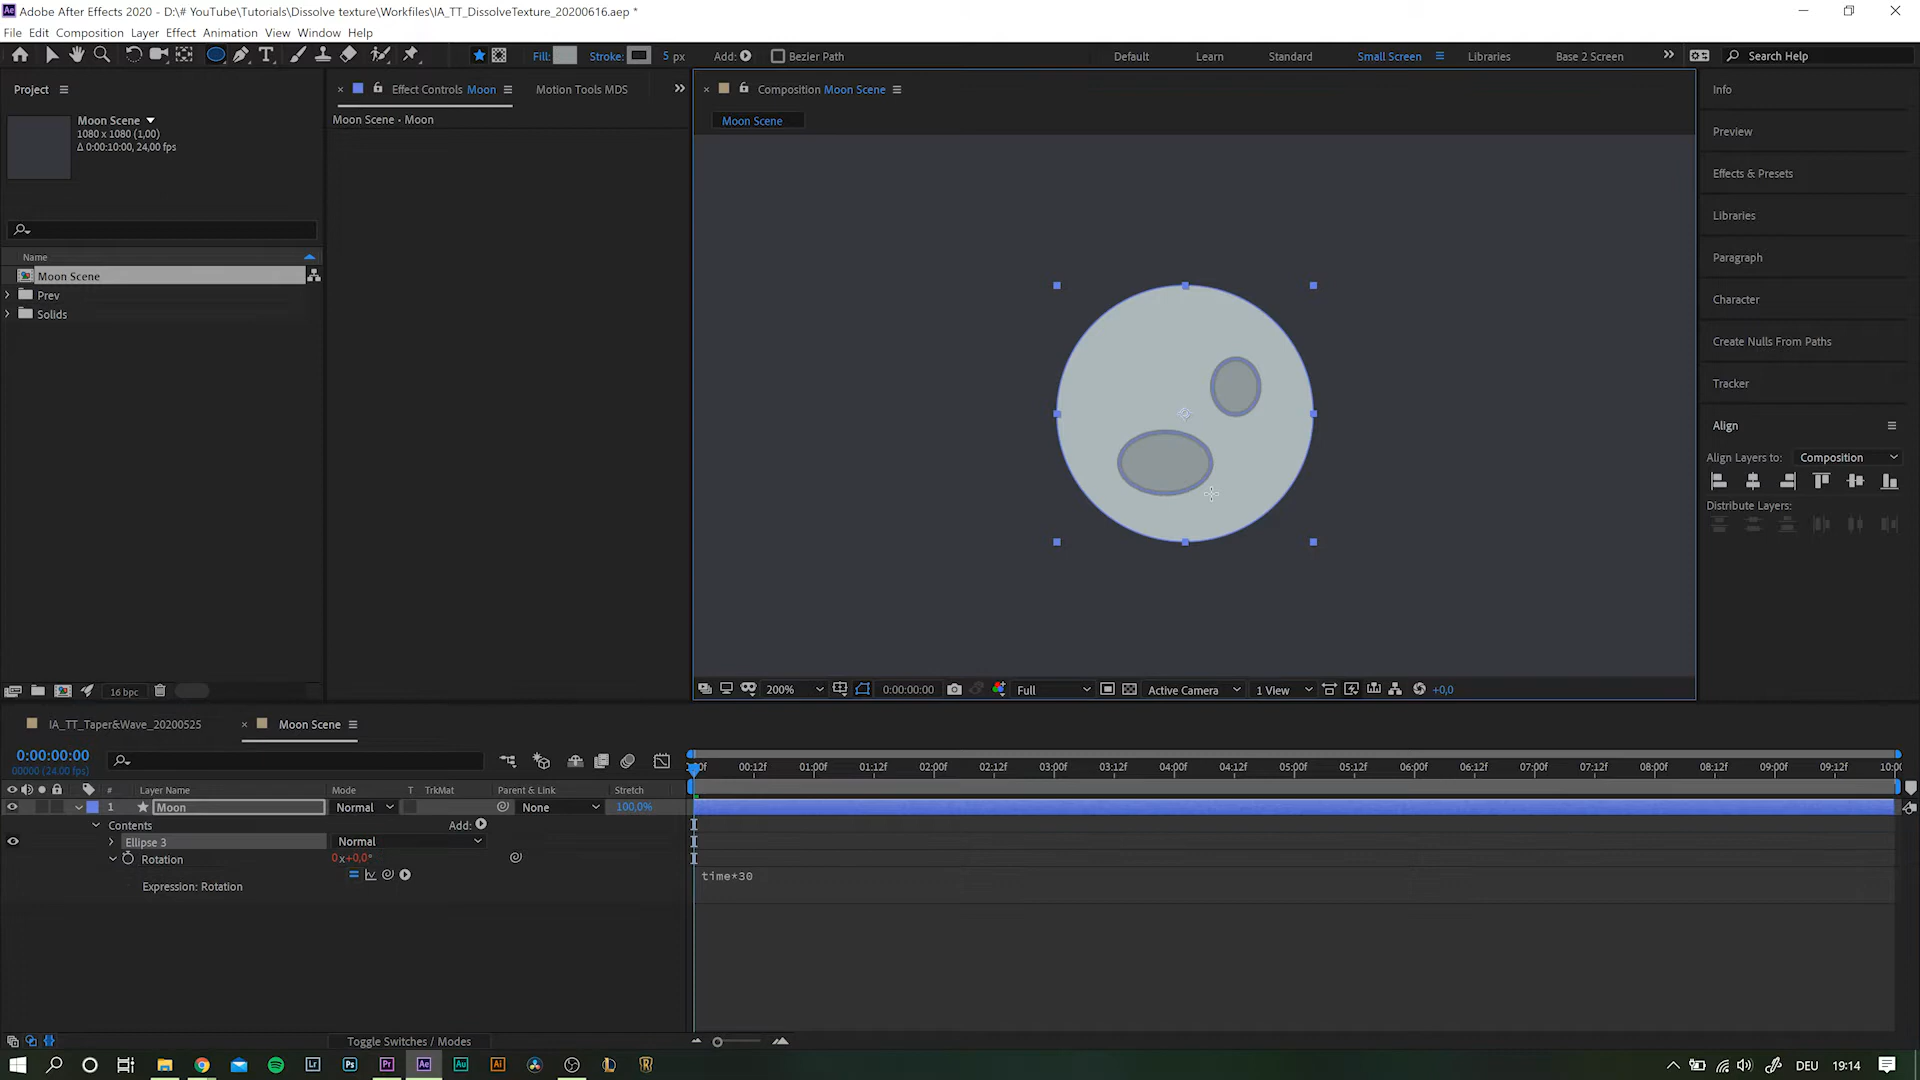 Adobe After Effects 2020 - D:\# YouTube\Tutorials\Dissolve texture\Workfiles\IA_TT_DissolveTexture_20200616.aep *
File Edit Composition Layer Effect Animation View Window Help
Fill: Stroke: 5 px Add: Bezier Path Default Learn Standard Small Screen Libraries Base 2 Screen Search Help
Project
Moon Scene
1080 x 1080 (1,00)
Δ 0:00:10:00, 24,00 fps
Name
Moon Scene
Prev
Solids
16 bpc
Effect Controls Moon
Motion Tools MDS
Moon Scene • Moon
Composition Moon Scene
Moon Scene
200% 0:00:00:00 Full Active Camera 1 View +0,0
Info
Preview
Effects & Presets
Libraries
Paragraph
Character
Create Nulls From Paths
Tracker
Align
Align Layers to: Composition
Distribute Layers:
IA_TT_Taper&Wave_20200525
Moon Scene
0:00:00:00
00000 (24.00 fps)
:00f 00:12f 01:00f 01:12f 02:00f 02:12f 03:00f 03:12f 04:00f 04:12f 05:00f 05:12f 06:00f 06:12f 07:00f 07:12f 08:00f 08:12f 09:00f 09:12f 10:00
# Layer Name Mode T TrkMat Parent & Link Stretch
1 Moon Normal None 100,0%
Contents Add:
Ellipse 3 Normal
Rotation 0x+0,0°
Expression: Rotation time*30
Toggle Switches / Modes
Lr Ps Pr Ae Au Ai
DEU 19:14